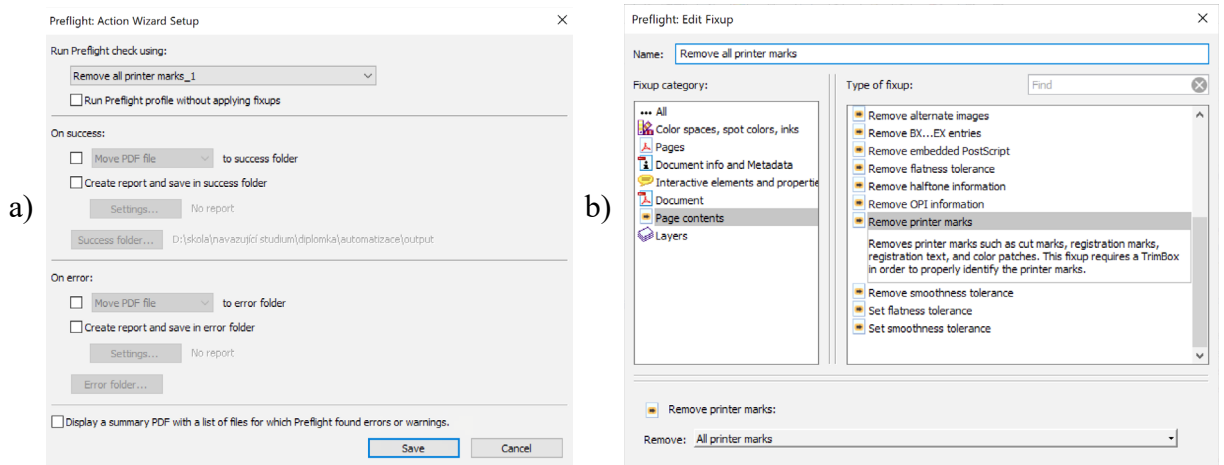 a)
Preflight: Action Wizard Setup
Run Preflight check using:
Remove all printer marks_1
Run Preflight profile without applying fixups
On success:
Move PDF file to success folder
Create report and save in success folder
Settings... No report
Success folder... D:\skola\navazující studium\diplomka\automatizace\output
On error:
Move PDF file to error folder
Create report and save in error folder
Settings... No report
Error folder...
Display a summary PDF with a list of files for which Preflight found errors or warnings.
Save Cancel
b)
Preflight: Edit Fixup
Name: Remove all printer marks
Fixup category:
All
Color spaces, spot colors, inks
Pages
Document info and Metadata
Interactive elements and propertie
Document
Page contents
Layers
Type of fixup: Find
Remove alternate images
Remove BX...EX entries
Remove embedded PostScript
Remove flatness tolerance
Remove halftone information
Remove OPI information
Remove printer marks
Removes printer marks such as cut marks, registration marks,
registration text, and color patches. This fixup requires a TrimBox
in order to properly identify the printer marks.
Remove smoothness tolerance
Set flatness tolerance
Set smoothness tolerance
Remove printer marks:
Remove: All printer marks